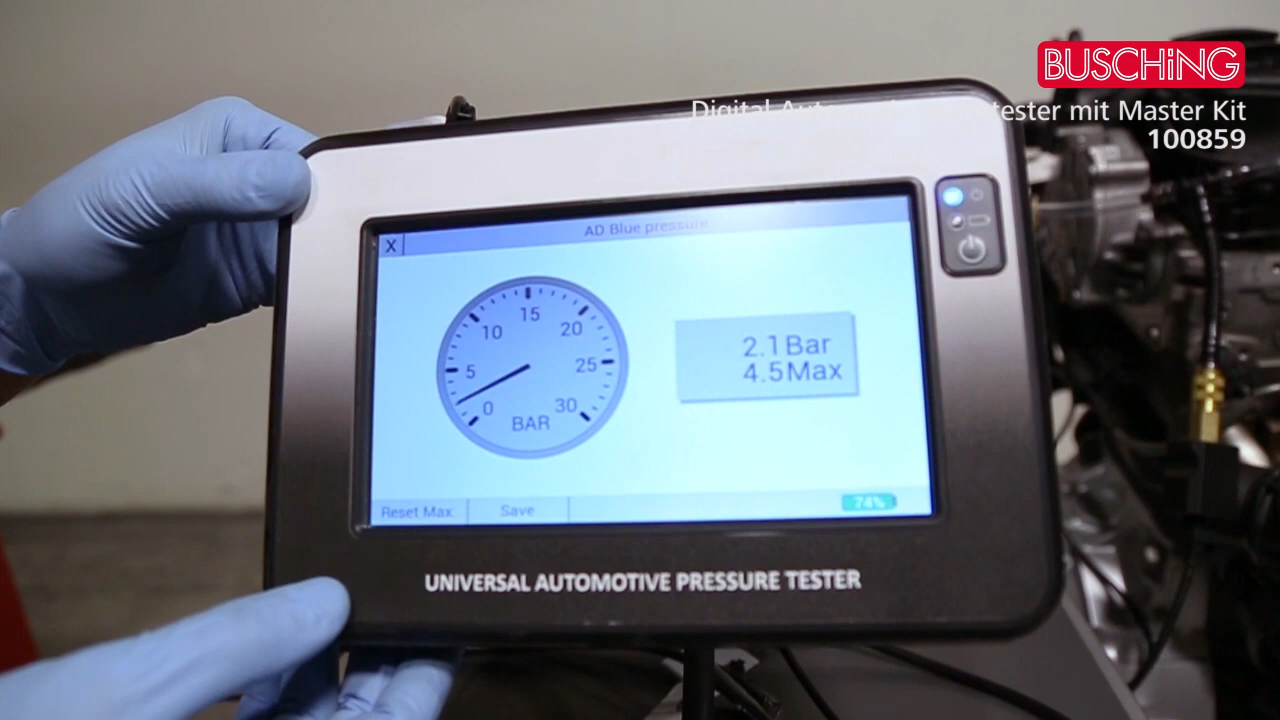 BUSCHiNG
Digital Auto tester mit Master Kit
100859
AD Blue pressure
X
15
10
20
5
25
0
30
BAR
2.1 Bar
4.5 Max
Reset Max.
Save
74%
UNIVERSAL AUTOMOTIVE PRESSURE TESTER